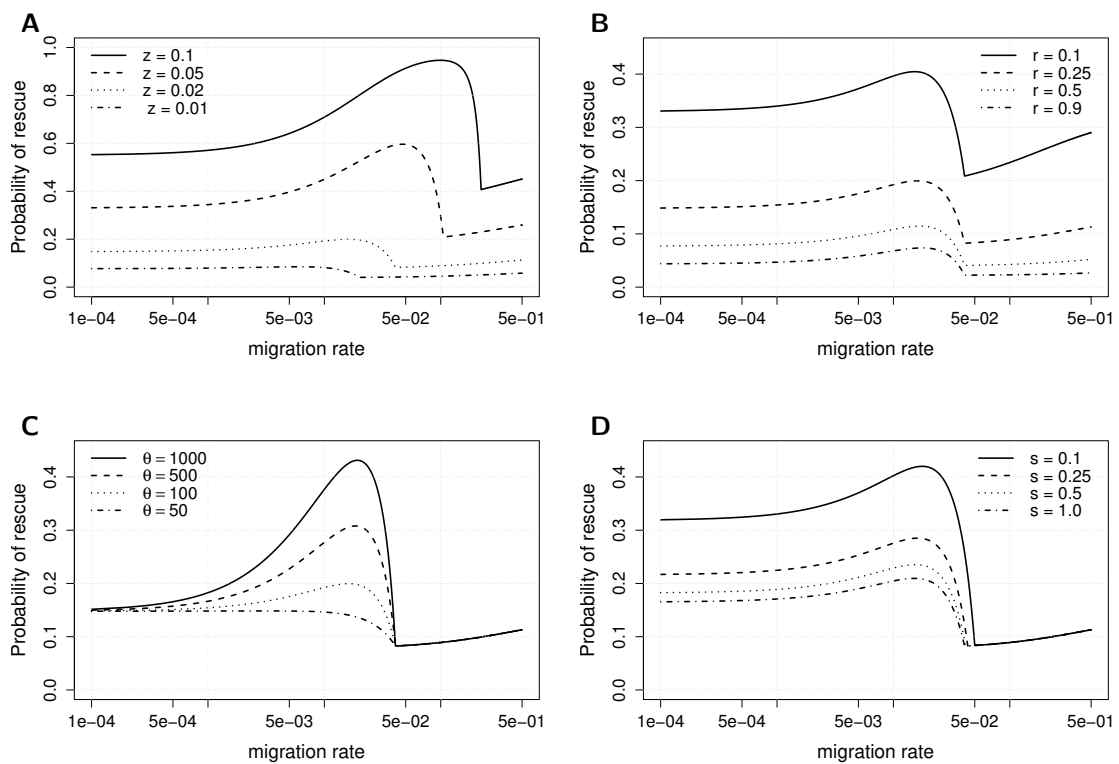 A
Probability of rescue
0.0 0.2 0.4 0.6 0.8 1.0
z = 0.1
z = 0.05
z = 0.02
z = 0.01
1e−04 5e−04 5e−03 5e−02 5e−01
migration rate
B
Probability of rescue
0.0 0.1 0.2 0.3 0.4
r = 0.1
r = 0.25
r = 0.5
r = 0.9
1e−04 5e−04 5e−03 5e−02 5e−01
migration rate
C
Probability of rescue
0.0 0.1 0.2 0.3 0.4
θ = 1000
θ = 500
θ = 100
θ = 50
1e−04 5e−04 5e−03 5e−02 5e−01
migration rate
D
Probability of rescue
0.0 0.1 0.2 0.3 0.4
s = 0.1
s = 0.25
s = 0.5
s = 1.0
1e−04 5e−04 5e−03 5e−02 5e−01
migration rate